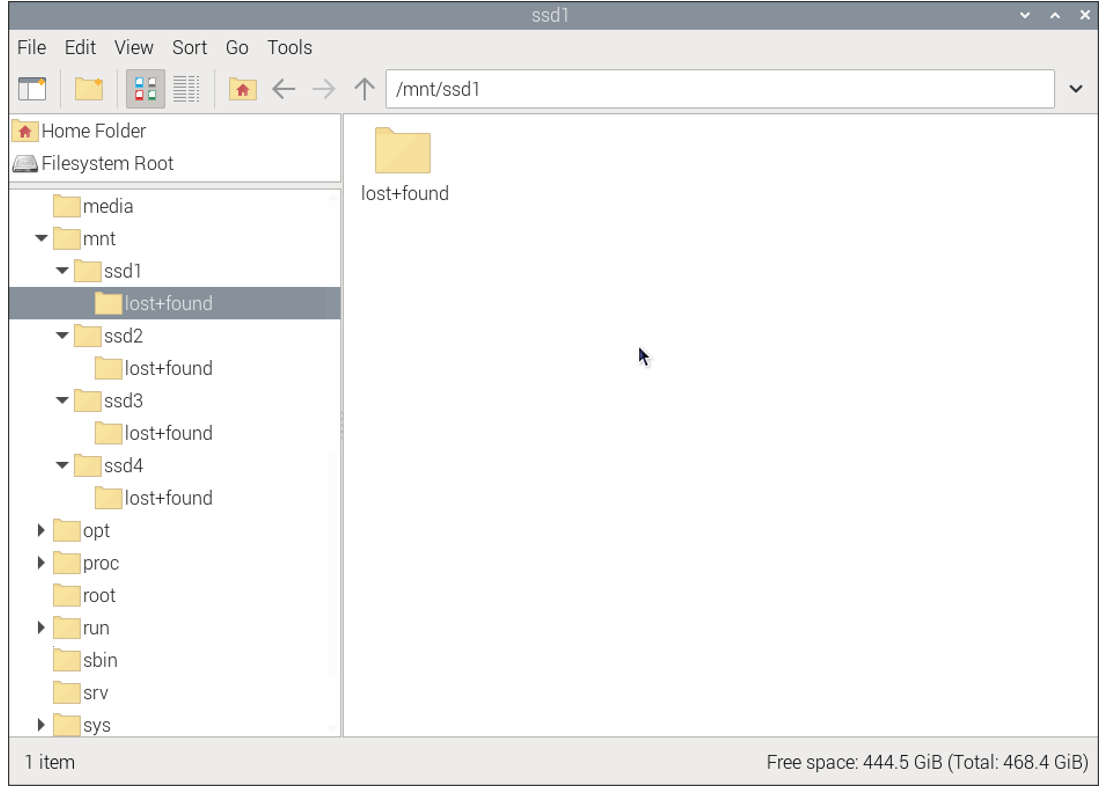 ssd1
File Edit View Sort Go Tools
/mnt/ssd1
Home Folder
Filesystem Root
media
mnt
ssd1
lost+found
ssd2
lost+found
ssd3
lost+found
ssd4
lost+found
opt
proc
root
run
sbin
srv
sys
lost+found
1 item
Free space: 444.5 GiB (Total: 468.4 GiB)